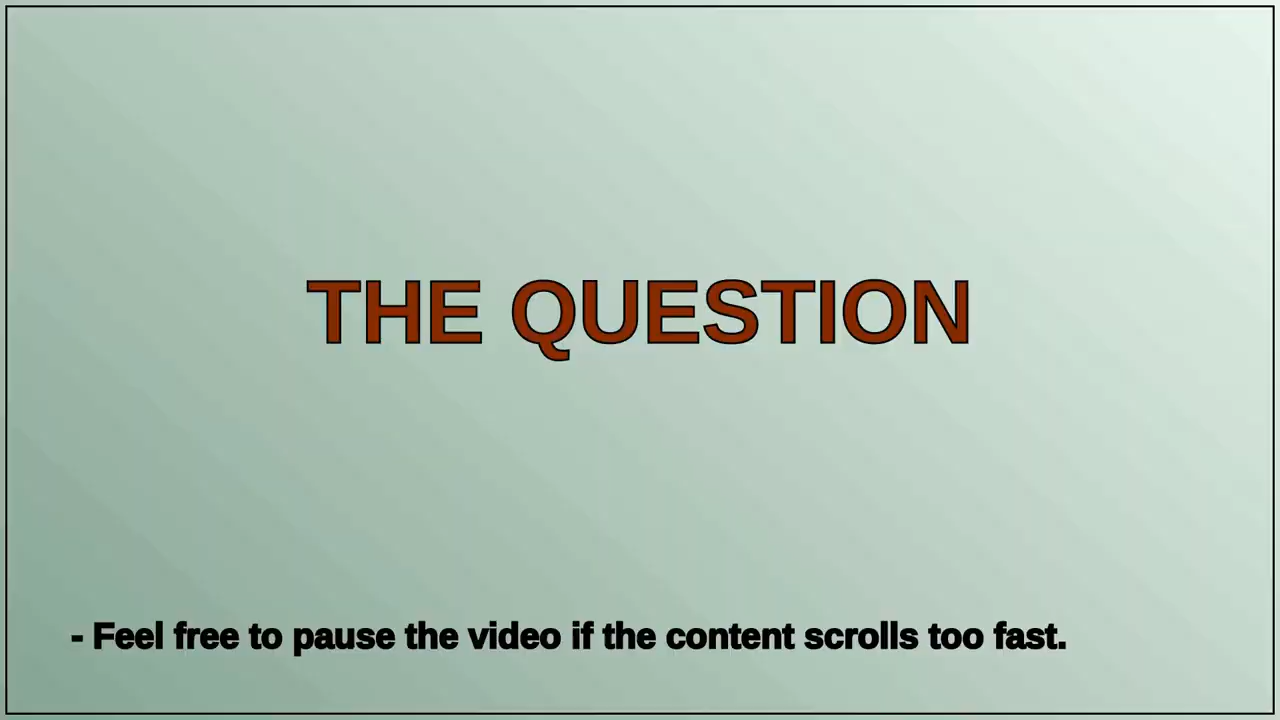 THE QUESTION
- Feel free to pause the video if the content scrolls too fast.